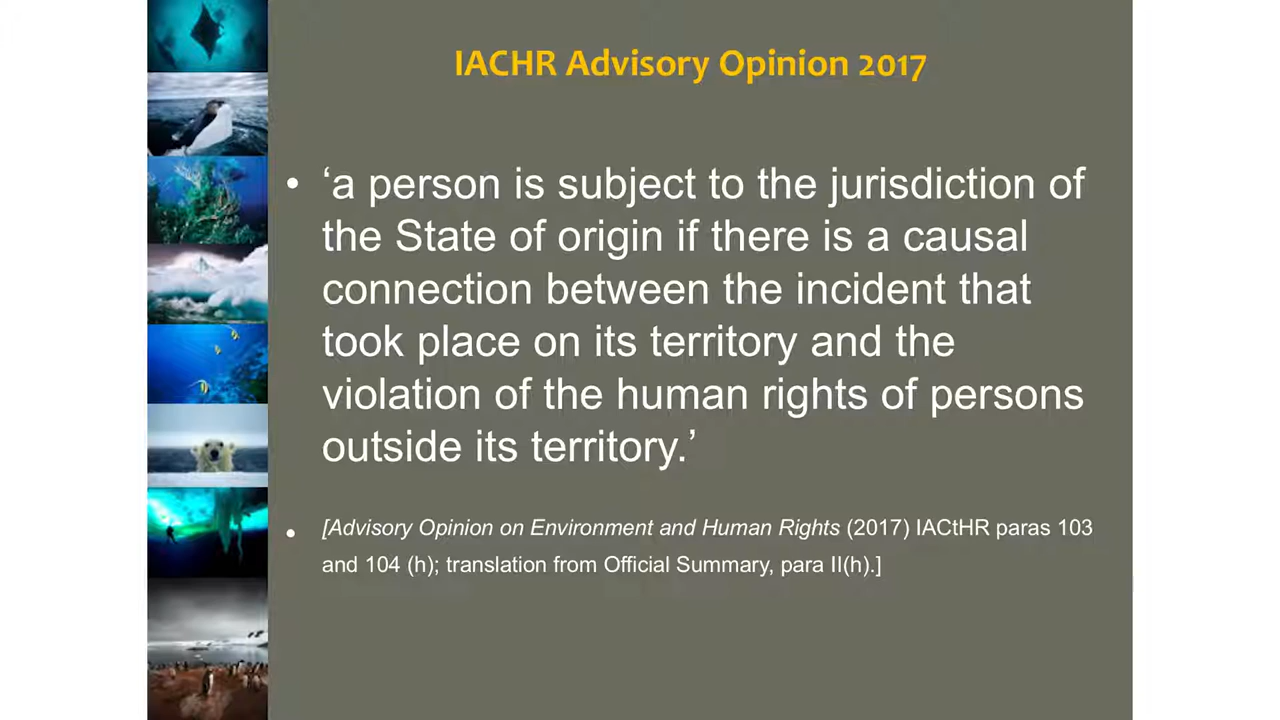 IACHR Advisory Opinion 2017
• ‘a person is subject to the jurisdiction of
the State of origin if there is a causal
connection between the incident that
took place on its territory and the
violation of the human rights of persons
outside its territory.’
• [Advisory Opinion on Environment and Human Rights (2017) IACtHR paras 103
and 104 (h); translation from Official Summary, para II(h).]